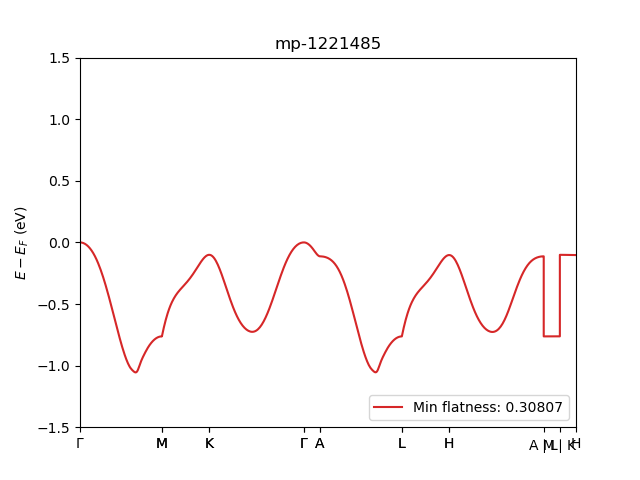 mp-1221485
E − E_F (eV)
1.5
1.0
0.5
0.0
−0.5
−1.0
−1.5
Min flatness: 0.30807
Γ M K Γ A L H A | M L | K H